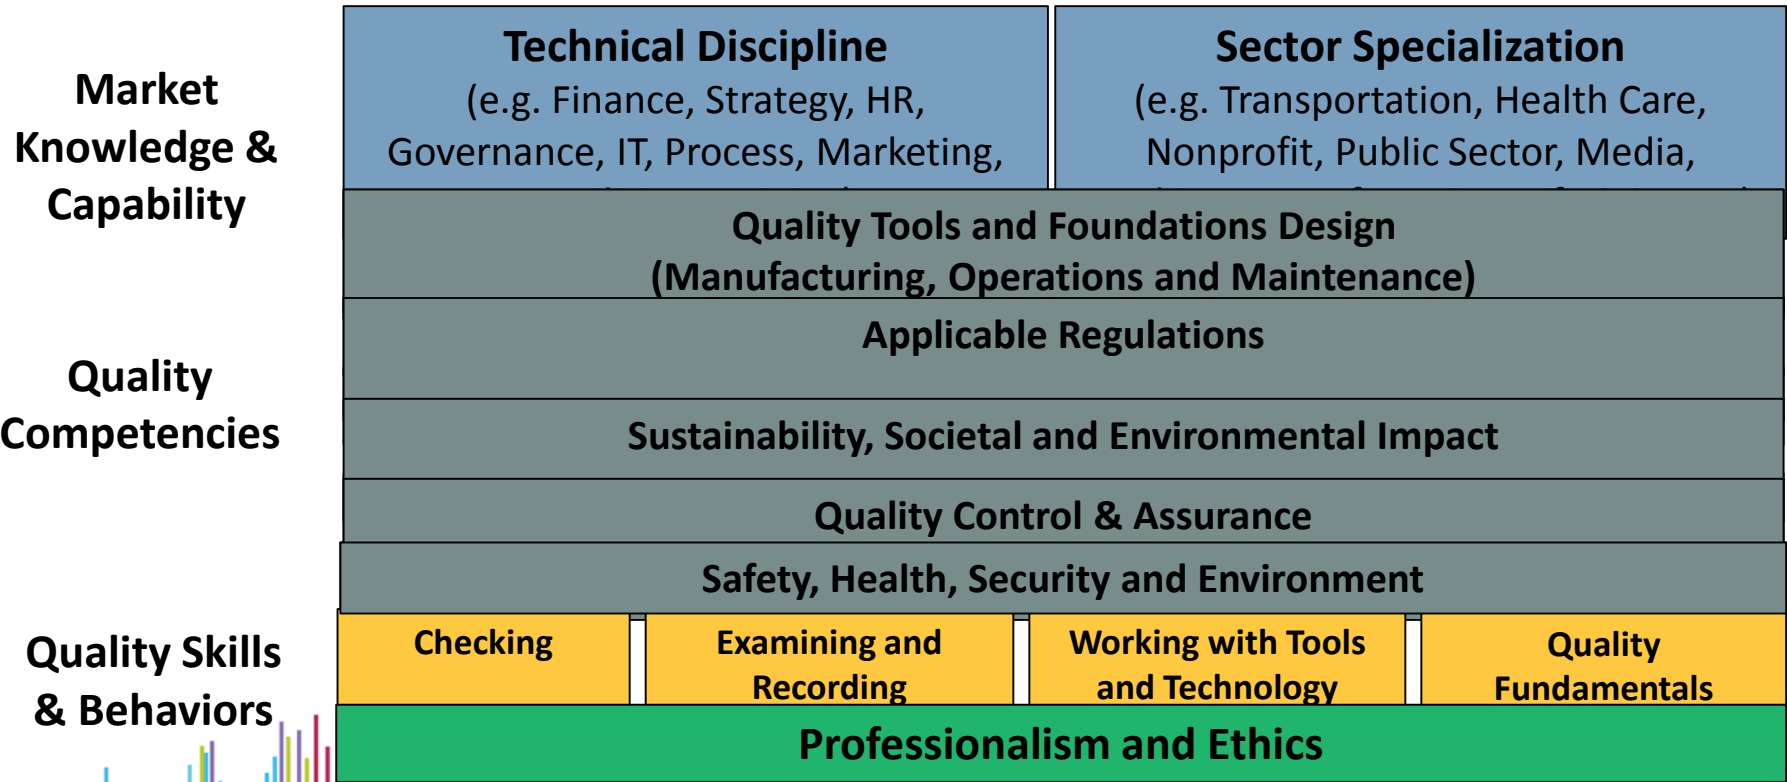 Market
Knowledge &
Capability
Technical Discipline
(e.g. Finance, Strategy, HR,
Governance, IT, Process, Marketing,
Sector Specialization
(e.g. Transportation, Health Care,
Nonprofit, Public Sector, Media,
Quality
Competencies
Quality Tools and Foundations Design
(Manufacturing, Operations and Maintenance)
Applicable Regulations
Sustainability, Societal and Environmental Impact
Quality Control & Assurance
Safety, Health, Security and Environment
Quality Skills
& Behaviors
Checking
Examining and
Recording
Working with Tools
and Technology
Quality
Fundamentals
Professionalism and Ethics